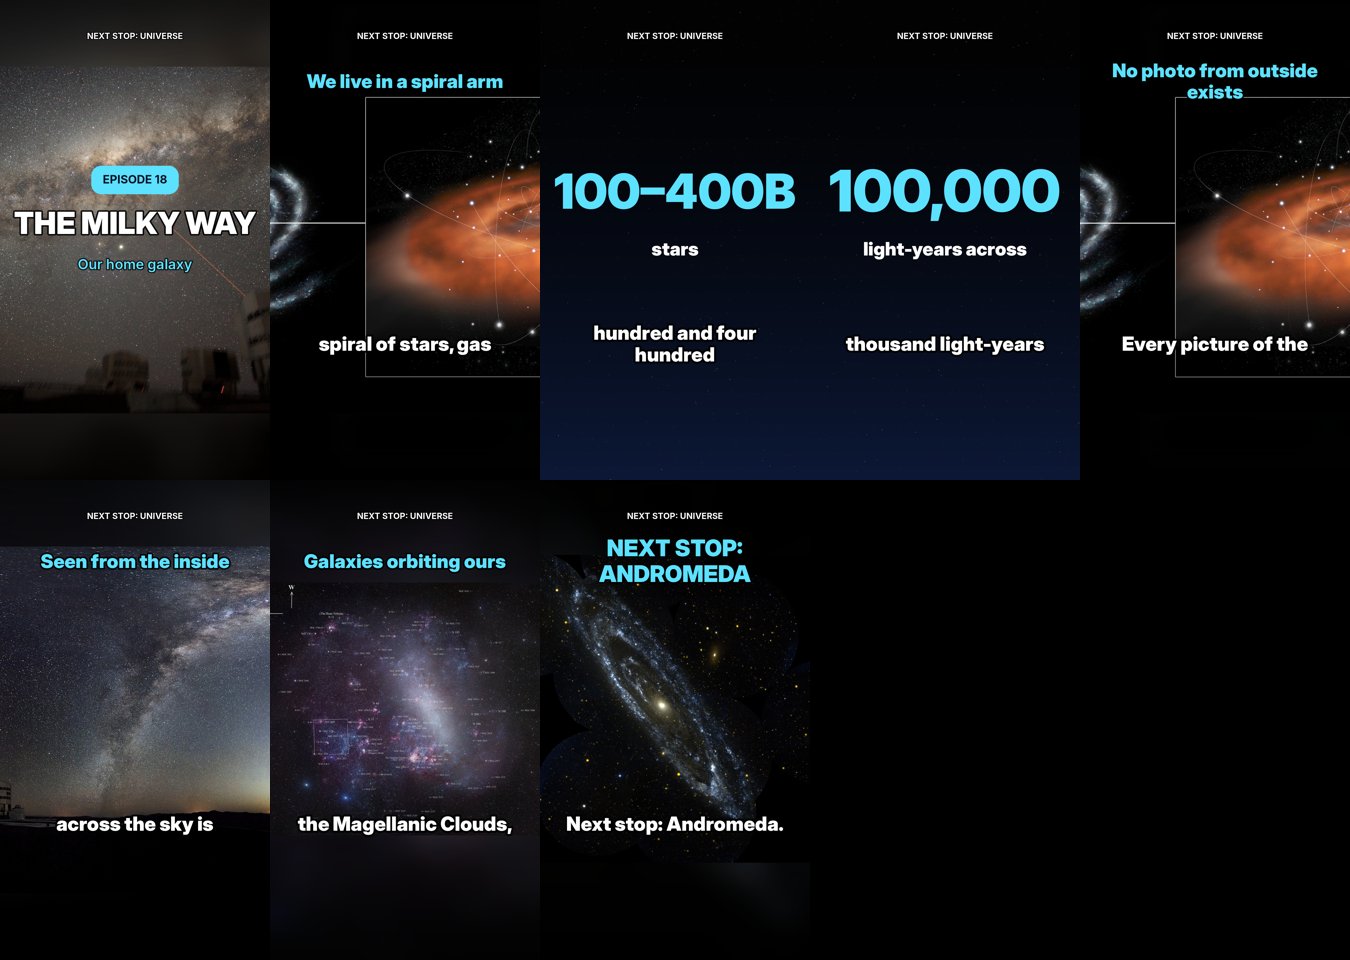 NEXT STOP: UNIVERSE
EPISODE 18
THE MILKY WAY
Our home galaxy
NEXT STOP: UNIVERSE
We live in a spiral arm
spiral of stars, gas
NEXT STOP: UNIVERSE
100–400B
stars
hundred and four
hundred
NEXT STOP: UNIVERSE
100,000
light-years across
thousand light-years
NEXT STOP: UNIVERSE
No photo from outside
exists
Every picture of the
NEXT STOP: UNIVERSE
Seen from the inside
across the sky is
NEXT STOP: UNIVERSE
Galaxies orbiting ours
the Magellanic Clouds,
NEXT STOP: UNIVERSE
NEXT STOP:
ANDROMEDA
Next stop: Andromeda.